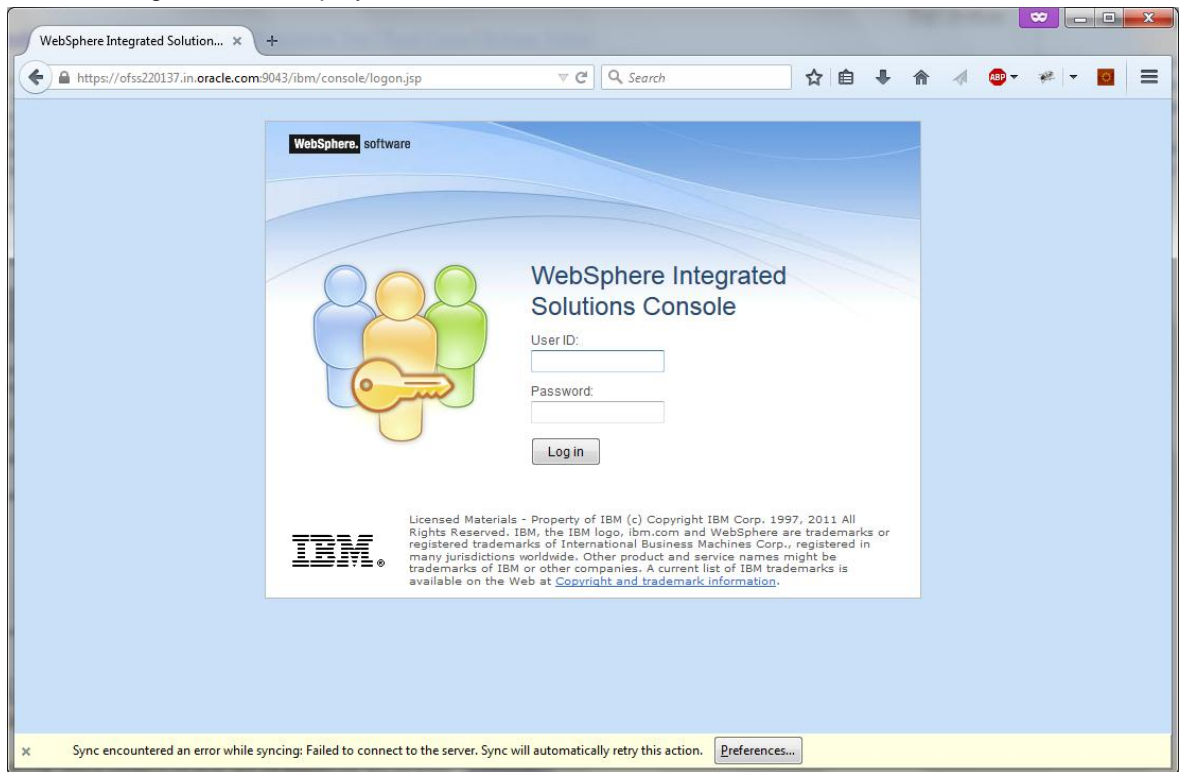 WebSphere Integrated Solution...
https://ofss220137.in.oracle.com:9043/ibm/console/logon.jsp
Search
ABP
WebSphere. software
WebSphere Integrated
Solutions Console
User ID:
Password:
Log in
IBM®
Licensed Materials - Property of IBM (c) Copyright IBM Corp. 1997, 2011 All
Rights Reserved. IBM, the IBM logo, ibm.com and WebSphere are trademarks or
registered trademarks of International Business Machines Corp., registered in
many jurisdictions worldwide. Other product and service names might be
trademarks of IBM or other companies. A current list of IBM trademarks is
available on the Web at Copyright and trademark information.
Sync encountered an error while syncing: Failed to connect to the server. Sync will automatically retry this action. Preferences...